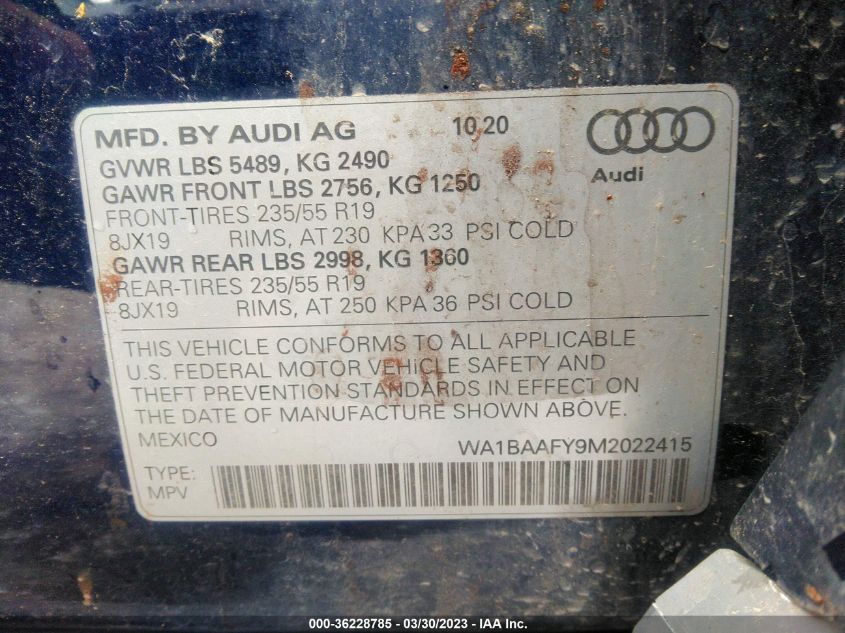 MFD. BY AUDI AG 10 20
GVWR LBS 5489, KG 2490
GAWR FRONT LBS 2756, KG 1250
FRONT-TIRES 235/55 R19
8JX19 RIMS, AT 230 KPA 33 PSI COLD
GAWR REAR LBS 2998, KG 1360
REAR-TIRES 235/55 R19
8JX19 RIMS, AT 250 KPA 36 PSI COLD
Audi
THIS VEHICLE CONFORMS TO ALL APPLICABLE
U.S. FEDERAL MOTOR VEHICLE SAFETY AND
THEFT PREVENTION STANDARDS IN EFFECT ON
THE DATE OF MANUFACTURE SHOWN ABOVE.
MEXICO WA1BAAFY9M2022415
TYPE:
MPV
000-36228785 - 03/30/2023 - IAA Inc.